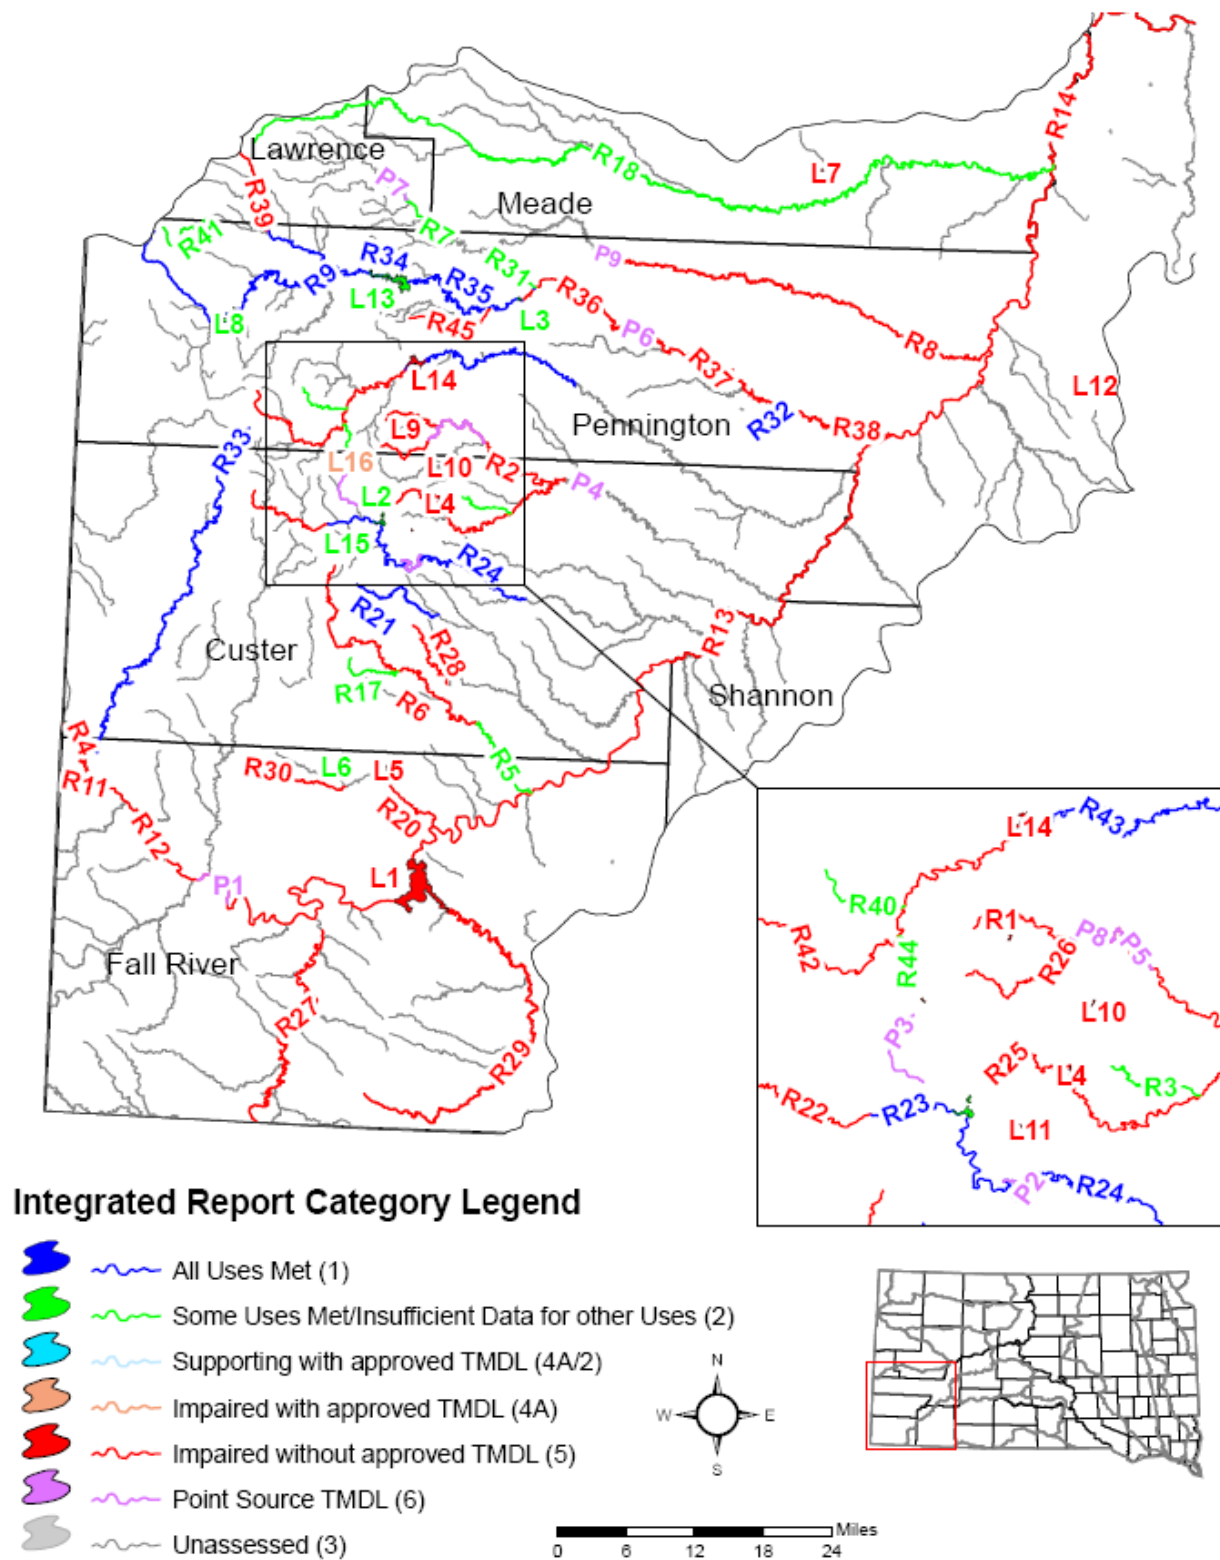 R14
Lawrence
R18
L7
P7
R39
Meade
R7
R41
P9
R34
R31
R9
R35
R36
L13
L8
L3
R45
P6
R8
R37
L14
L12
R32
Pennington
L9
R38
R33
L16
L10
R2
P4
L2
L4
L15
R24
R21
R13
Custer
R28
R17
R6
Shannon
R4
R5
L6
L5
R30
R11
R20
R12
L14
R43
P1
L1
R40
R1
P8
P5
R42
R44
R26
Fall River
L10
R27
P3
R25
L4
R29
R3
R22
R23
L11
P2
R24
Integrated Report Category Legend
All Uses Met (1)
Some Uses Met/Insufficient Data for other Uses (2)
Supporting with approved TMDL (4A/2)
Impaired with approved TMDL (4A)
Impaired without approved TMDL (5)
Point Source TMDL (6)
Unassessed (3)
N
W
E
S
Miles
0 6 12 18 24